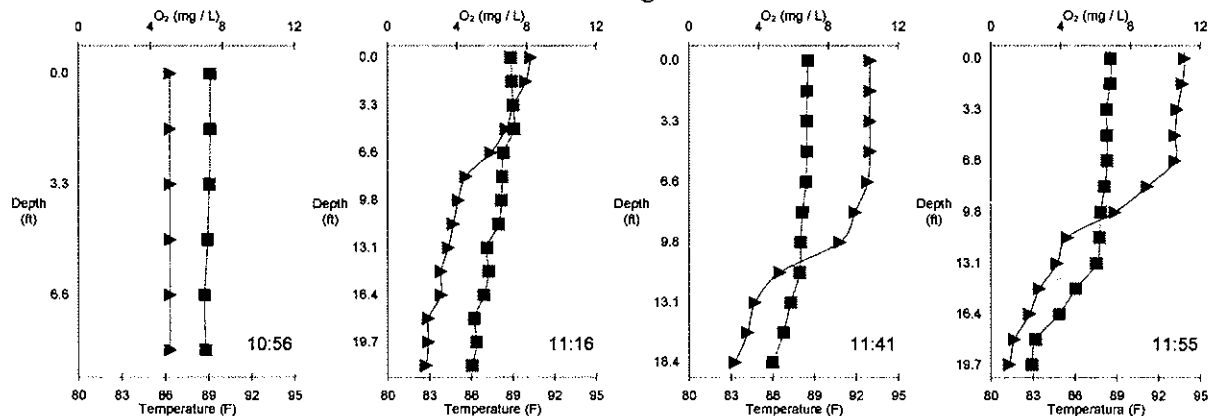 O₂ (mg / L)
0 4 8 12
0.0
3.3
6.6
Depth
(ft)
10:56
80 83 86 89 92 95
Temperature (F)
O₂ (mg / L)
0 4 8 12
0.0
3.3
6.6
9.8
13.1
16.4
19.7
Depth
(ft)
11:16
80 83 86 89 92 95
Temperature (F)
O₂ (mg / L)
0 4 8 12
0.0
3.3
6.6
9.8
13.1
18.4
Depth
(ft)
11:41
80 83 86 89 92 95
Temperature (F)
O₂ (mg / L)
0 4 8 12
0.0
3.3
6.8
9.8
13.1
16.4
19.7
Depth
(ft)
11:55
80 83 86 89 92 95
Temperature (F)